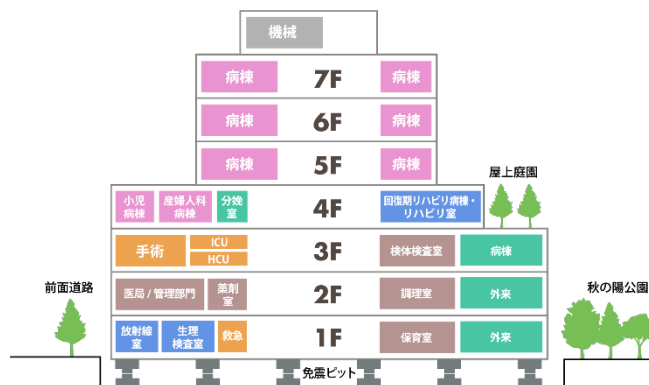 機械
病棟 7F 病棟
病棟 6F 病棟
病棟 5F 病棟
屋上庭園
小児
病棟
産婦人科
病棟
分娩
室
4F
回復期リハビリ病棟・
リハビリ室
手術
ICU
HCU
3F
検体検査室
病棟
前面道路
医局 / 管理部門
薬剤
室
2F
調理室
外来
秋の陽公園
放射線
室
生理
検査室
救急
1F
保育室
外来
免震ピット